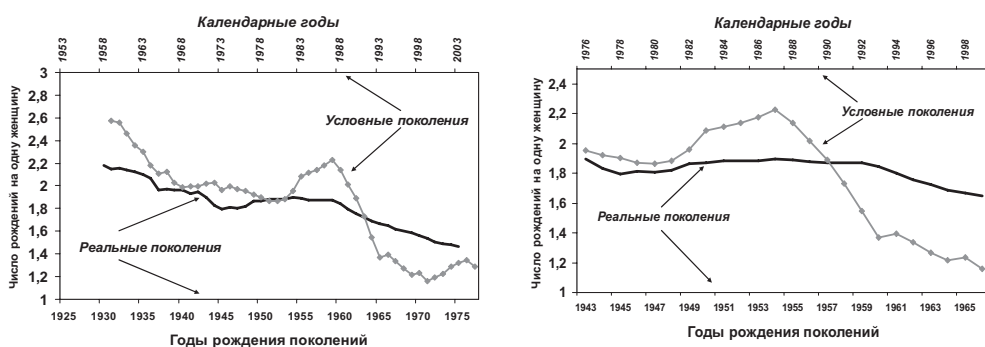 Календарные годы
1953 1958 1963 1968 1973 1978 1983 1988 1993 1998 2003
Число рождений на одну женщину
3
2,8
2,6
2,4
2,2
2
1,8
1,6
1,4
1,2
1
Условные поколения
Реальные поколения
1925 1930 1935 1940 1945 1950 1955 1960 1965 1970 1975
Годы рождения поколений
Календарные годы
1976 1978 1980 1982 1984 1986 1988 1990 1992 1994 1996 1998
Число рождений на одну женщину
2,4
2,2
2
1,8
1,6
1,4
1,2
1
Условные поколения
Реальные поколения
1943 1945 1947 1949 1951 1953 1955 1957 1959 1961 1963 1965
Годы рождения поколений